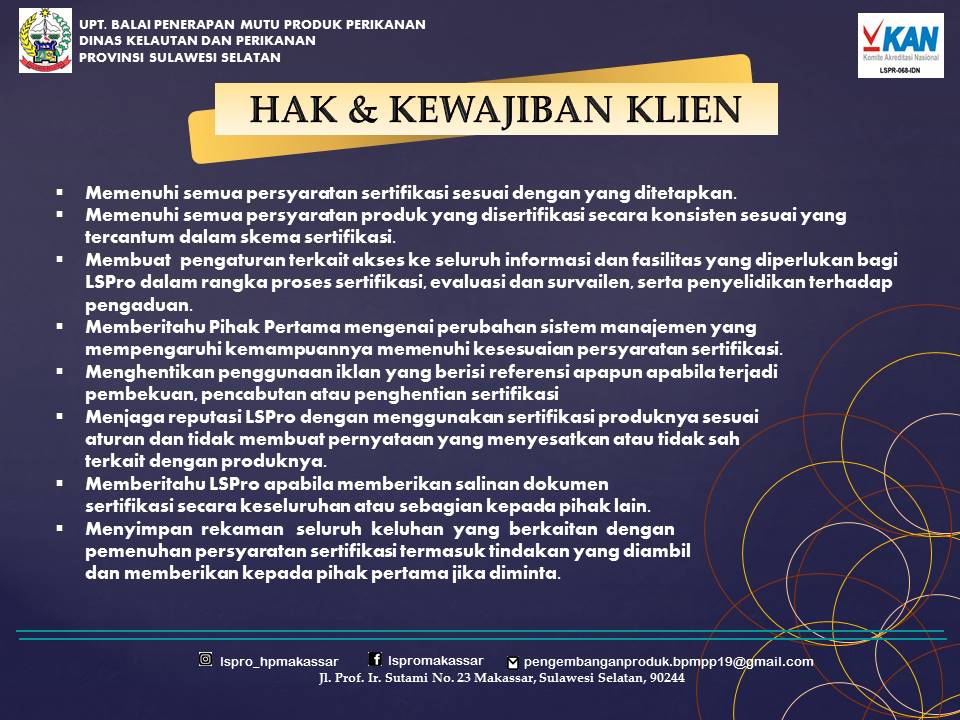 UPT. BALAI PENERAPAN MUTU PRODUK PERIKANAN
DINAS KELAUTAN DAN PERIKANAN
PROVINSI SULAWESI SELATAN
KAN
Komite Akreditasi Nasional
LSPR-068-IDN
HAK & KEWAJIBAN KLIEN
▪ Memenuhi semua persyaratan sertifikasi sesuai dengan yang ditetapkan.
▪ Memenuhi semua persyaratan produk yang disertifikasi secara konsisten sesuai yang
tercantum dalam skema sertifikasi.
▪ Membuat pengaturan terkait akses ke seluruh informasi dan fasilitas yang diperlukan bagi
LSPro dalam rangka proses sertifikasi, evaluasi dan survailen, serta penyelidikan terhadap
pengaduan.
▪ Memberitahu Pihak Pertama mengenai perubahan sistem manajemen yang
mempengaruhi kemampuannya memenuhi kesesuaian persyaratan sertifikasi.
▪ Menghentikan penggunaan iklan yang berisi referensi apapun apabila terjadi
pembekuan, pencabutan atau penghentian sertifikasi
▪ Menjaga reputasi LSPro dengan menggunakan sertifikasi produknya sesuai
aturan dan tidak membuat pernyataan yang menyesatkan atau tidak sah
terkait dengan produknya.
▪ Memberitahu LSPro apabila memberikan salinan dokumen
sertifikasi secara keseluruhan atau sebagian kepada pihak lain.
▪ Menyimpan rekaman seluruh keluhan yang berkaitan dengan
pemenuhan persyaratan sertifikasi termasuk tindakan yang diambil
dan memberikan kepada pihak pertama jika diminta.
lspro_hpmakassar lspromakassar pengembanganproduk.bpmpp19@gmail.com
Jl. Prof. Ir. Sutami No. 23 Makassar, Sulawesi Selatan, 90244